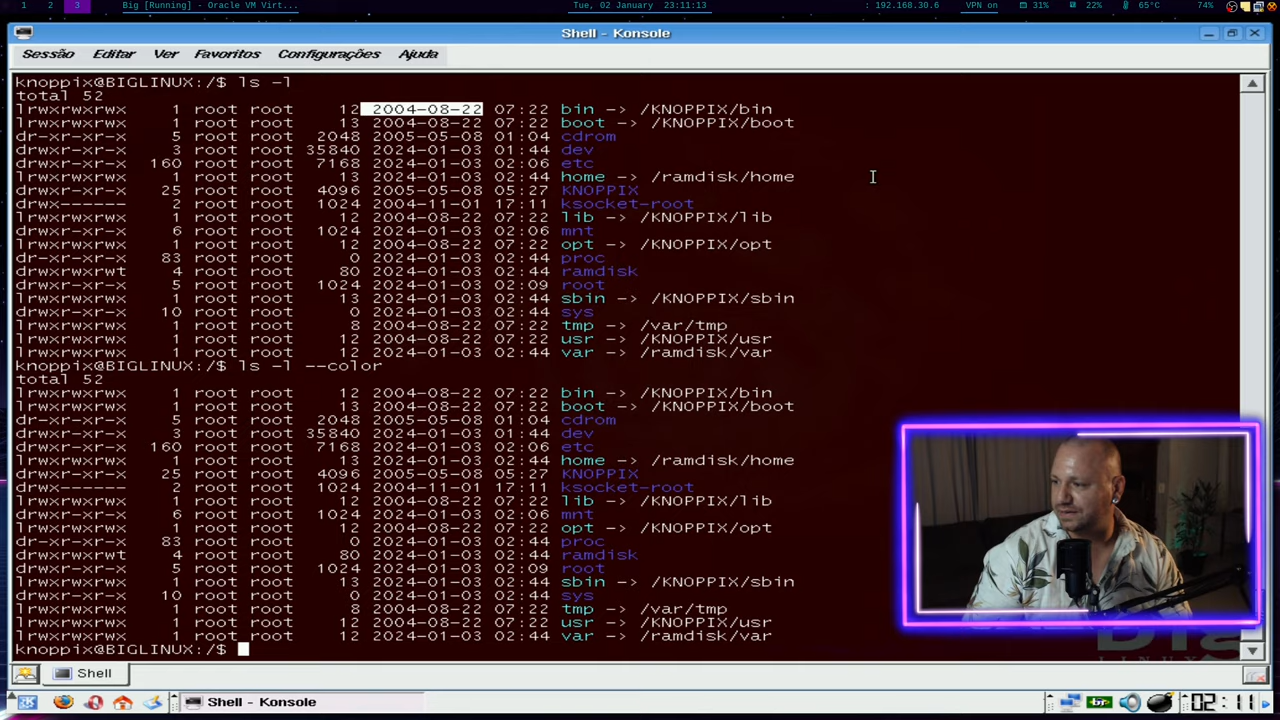 1 2 3 Big [Running] - Oracle VM Virt... Tue, 02 January 23:11:13 : 192.168.30.6 VPN on 31% 22% 65°C 74%
Shell - Konsole
Sessão Editar Ver Favoritos Configurações Ajuda
knoppix@BIGLINUX:/$ ls -l
total 52
lrwxrwxrwx 1 root root 12 2004-08-22 07:22 bin -> /KNOPPIX/bin
lrwxrwxrwx 1 root root 13 2004-08-22 07:22 boot -> /KNOPPIX/boot
dr-xr-xr-x 5 root root 2048 2005-05-08 01:04 cdrom
drwxr-xr-x 3 root root 35840 2024-01-03 01:44 dev
drwxr-xr-x 160 root root 7168 2024-01-03 02:06 etc
lrwxrwxrwx 1 root root 13 2024-01-03 02:44 home -> /ramdisk/home
drwxr-xr-x 25 root root 4096 2005-05-08 05:27 KNOPPIX
drwx------ 2 root root 1024 2004-11-01 17:11 ksocket-root
lrwxrwxrwx 1 root root 12 2004-08-22 07:22 lib -> /KNOPPIX/lib
drwxr-xr-x 6 root root 1024 2024-01-03 02:06 mnt
lrwxrwxrwx 1 root root 12 2004-08-22 07:22 opt -> /KNOPPIX/opt
dr-xr-xr-x 83 root root 0 2024-01-03 02:44 proc
drwxrwxrwt 4 root root 80 2024-01-03 02:44 ramdisk
drwxr-xr-x 5 root root 1024 2024-01-03 02:09 root
lrwxrwxrwx 1 root root 13 2024-01-03 02:44 sbin -> /KNOPPIX/sbin
drwxr-xr-x 10 root root 0 2024-01-03 02:44 sys
lrwxrwxrwx 1 root root 8 2004-08-22 07:22 tmp -> /var/tmp
lrwxrwxrwx 1 root root 12 2004-08-22 07:22 usr -> /KNOPPIX/usr
lrwxrwxrwx 1 root root 12 2024-01-03 02:44 var -> /ramdisk/var
knoppix@BIGLINUX:/$ ls -l --color
total 52
lrwxrwxrwx 1 root root 12 2004-08-22 07:22 bin -> /KNOPPIX/bin
lrwxrwxrwx 1 root root 13 2004-08-22 07:22 boot -> /KNOPPIX/boot
dr-xr-xr-x 5 root root 2048 2005-05-08 01:04 cdrom
drwxr-xr-x 3 root root 35840 2024-01-03 01:44 dev
drwxr-xr-x 160 root root 7168 2024-01-03 02:06 etc
lrwxrwxrwx 1 root root 13 2024-01-03 02:44 home -> /ramdisk/home
drwxr-xr-x 25 root root 4096 2005-05-08 05:27 KNOPPIX
drwx------ 2 root root 1024 2004-11-01 17:11 ksocket-root
lrwxrwxrwx 1 root root 12 2004-08-22 07:22 lib -> /KNOPPIX/lib
drwxr-xr-x 6 root root 1024 2024-01-03 02:06 mnt
lrwxrwxrwx 1 root root 12 2004-08-22 07:22 opt -> /KNOPPIX/opt
dr-xr-xr-x 83 root root 0 2024-01-03 02:44 proc
drwxrwxrwt 4 root root 80 2024-01-03 02:44 ramdisk
drwxr-xr-x 5 root root 1024 2024-01-03 02:09 root
lrwxrwxrwx 1 root root 13 2024-01-03 02:44 sbin -> /KNOPPIX/sbin
drwxr-xr-x 10 root root 0 2024-01-03 02:44 sys
lrwxrwxrwx 1 root root 8 2004-08-22 07:22 tmp -> /var/tmp
lrwxrwxrwx 1 root root 12 2004-08-22 07:22 usr -> /KNOPPIX/usr
lrwxrwxrwx 1 root root 12 2024-01-03 02:44 var -> /ramdisk/var
knoppix@BIGLINUX:/$
Shell
Shell - Konsole br 02 11